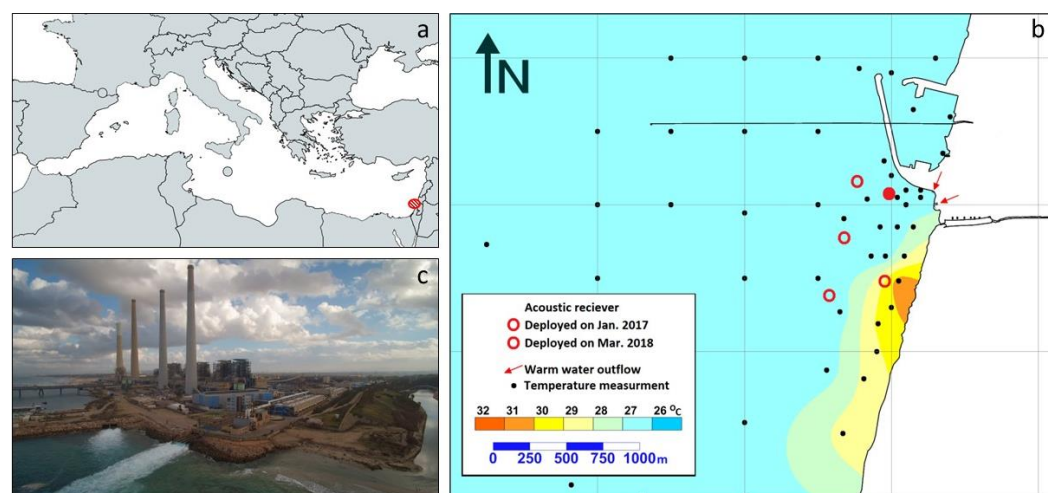 a
b
N
c
Acoustic reciever
Deployed on Jan. 2017
Deployed on Mar. 2018
Warm water outflow
Temperature measurment
32 31 30 29 28 27 26 °C
0 250 500 750 1000 m